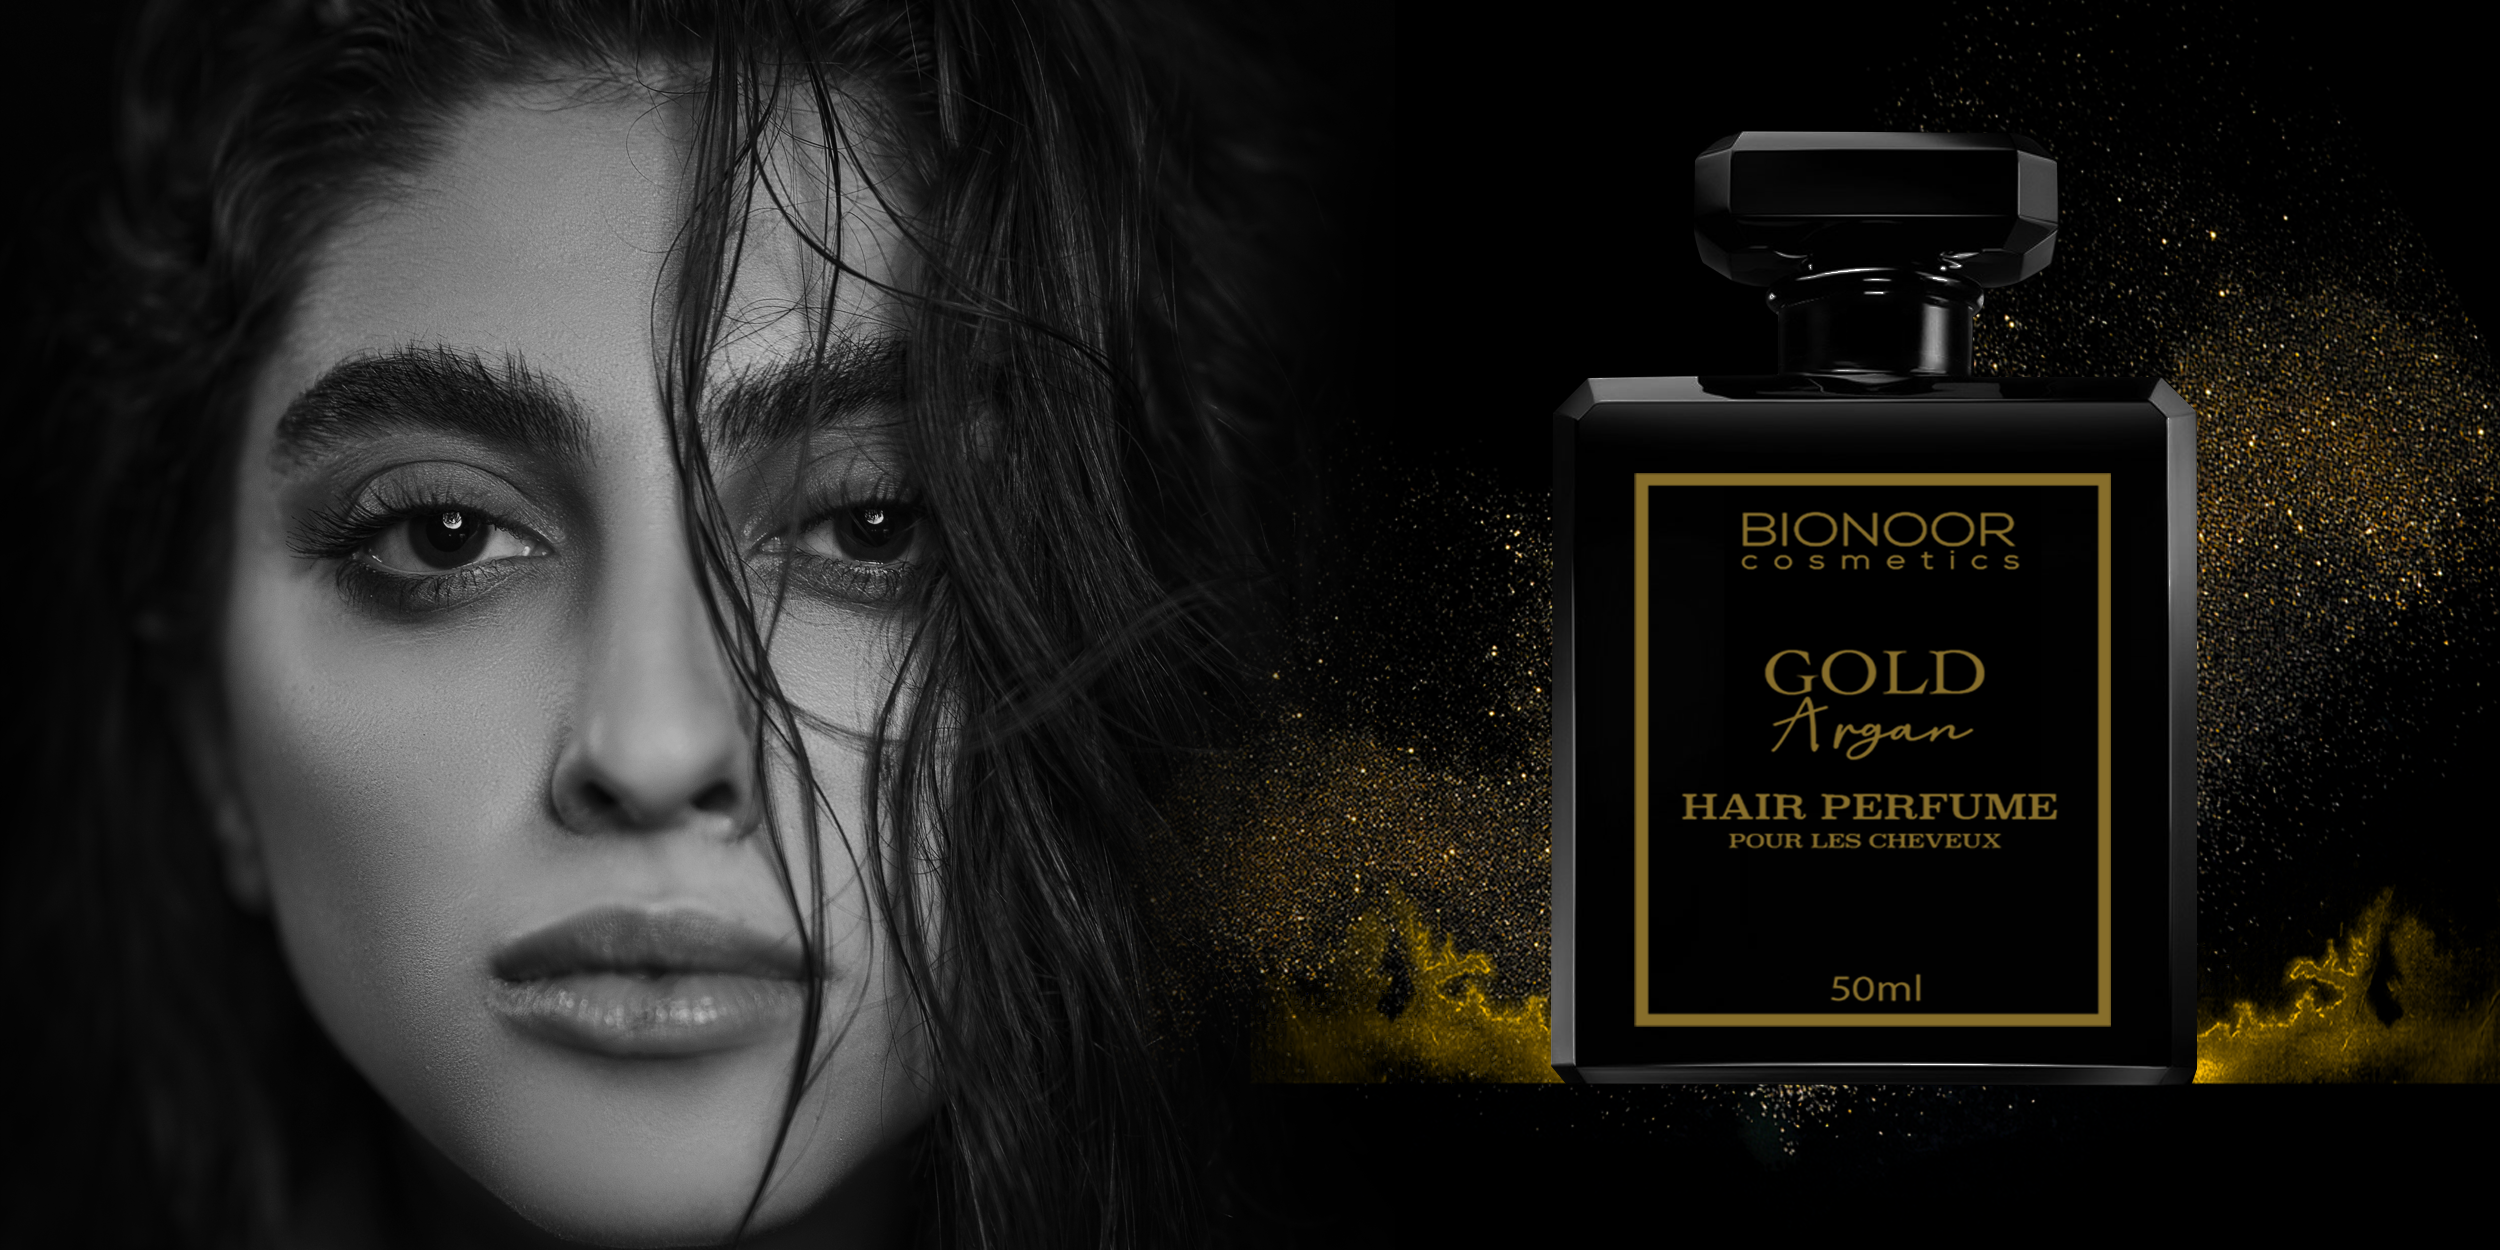 BIONOOR
cosmetics
GOLD
Argan
HAIR PERFUME
POUR LES CHEVEUX
50ml